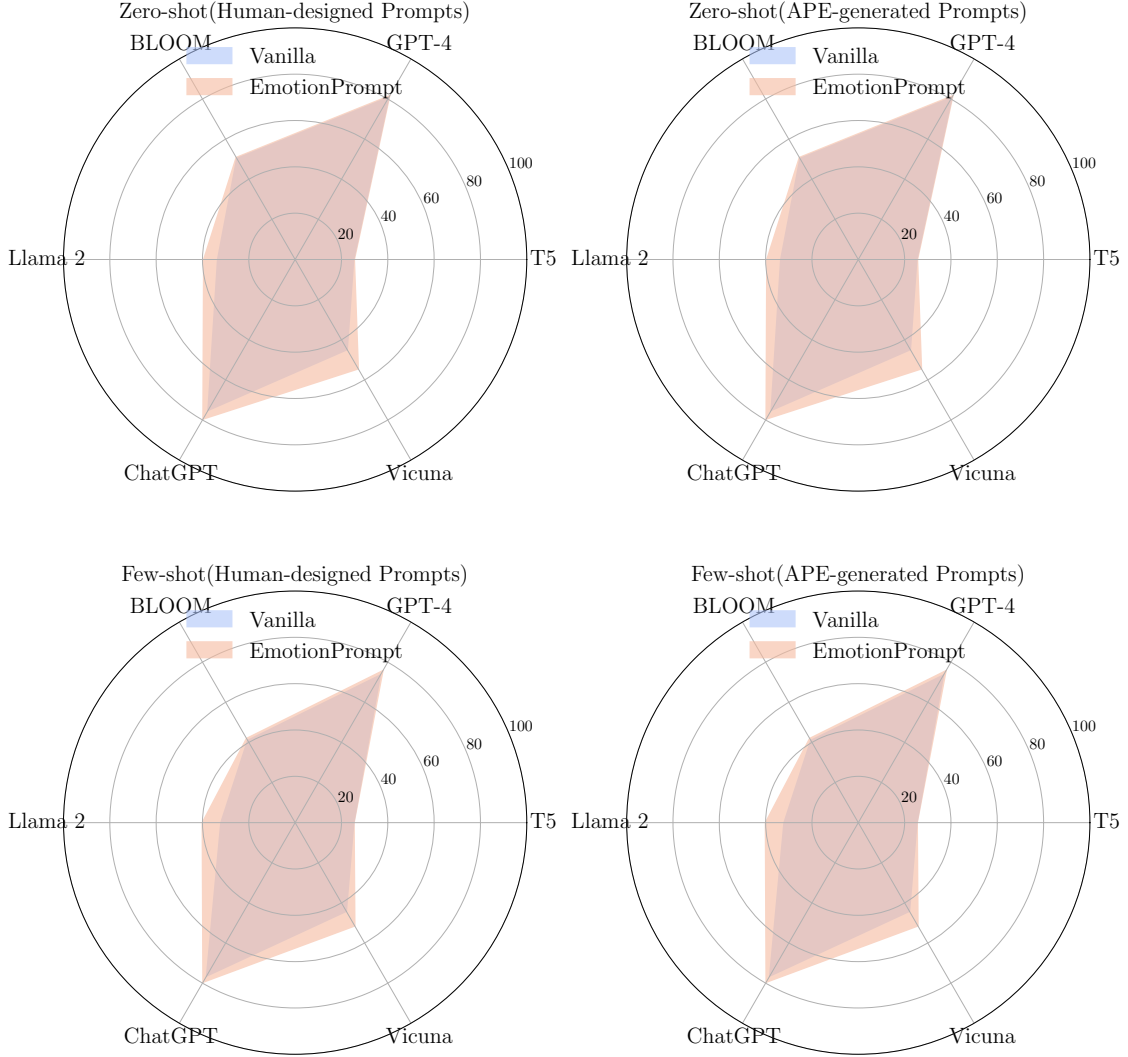 Zero-shot(Human-designed Prompts)
BLOOM
GPT-4
Vanilla
EmotionPrompt
100
80
60
40
20
Llama 2
T5
ChatGPT
Vicuna
Zero-shot(APE-generated Prompts)
BLOOM
GPT-4
Vanilla
EmotionPrompt
100
80
60
40
20
Llama 2
T5
ChatGPT
Vicuna
Few-shot(Human-designed Prompts)
BLOOM
GPT-4
Vanilla
EmotionPrompt
100
80
60
40
20
Llama 2
T5
ChatGPT
Vicuna
Few-shot(APE-generated Prompts)
BLOOM
GPT-4
Vanilla
EmotionPrompt
100
80
60
40
20
Llama 2
T5
ChatGPT
Vicuna